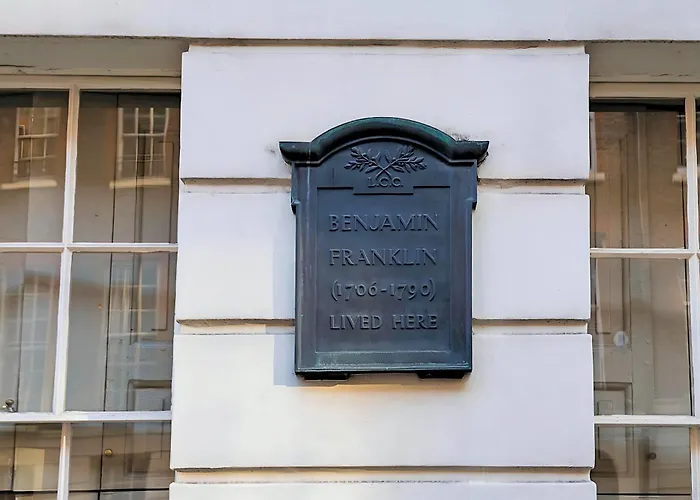 L.C.C.
BENJAMIN
FRANKLIN
(1706-1790)
LIVED HERE